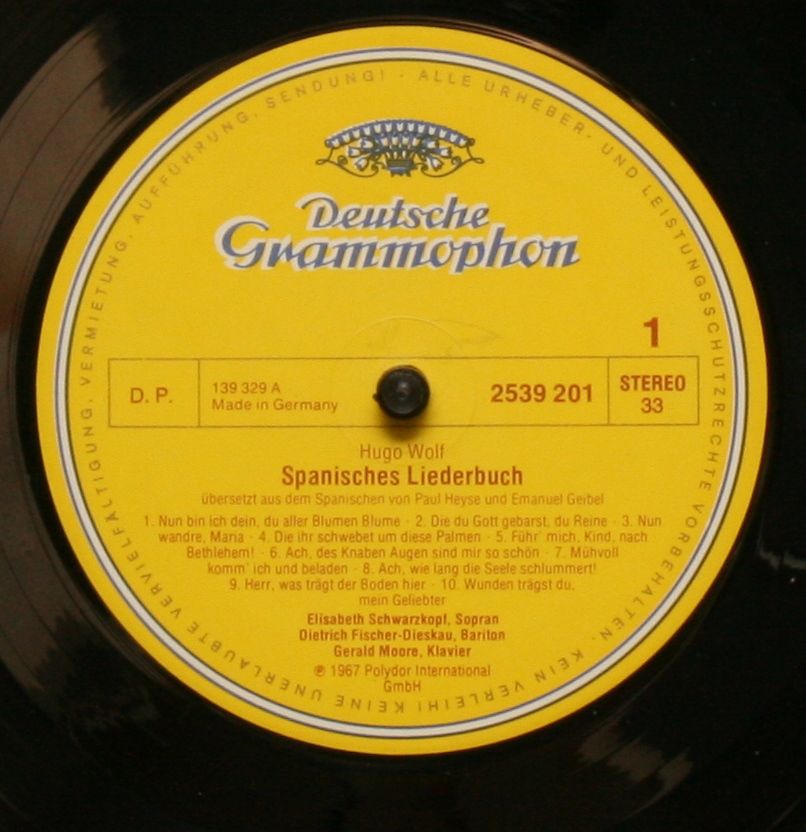 KEINE UNERLAUBTE VERVIELFÄLTIGUNG, VERMIETUNG, AUFFÜHRUNG, SENDUNG! · ALLE URHEBER- UND LEISTUNGSSCHUTZRECHTE VORBEHALTEN. KEIN VERLEIH!
Deutsche
Grammophon
1
D. P.
139 329 A
Made in Germany
2539 201
STEREO
33
Hugo Wolf
Spanisches Liederbuch
übersetzt aus dem Spanischen von Paul Heyse und Emanuel Geibel
1. Nun bin ich dein, du aller Blumen Blume · 2. Die du Gott gebarst, du Reine · 3. Nun
wandre, Maria · 4. Die ihr schwebet um diese Palmen · 5. Führ' mich, Kind, nach
Bethlehem! · 6. Ach, des Knaben Augen sind mir so schön · 7. Mühvoll
komm' ich und beladen · 8. Ach, wie lang die Seele schlummert!
9. Herr, was trägt der Boden hier · 10. Wunden trägst du,
mein Geliebter
Elisabeth Schwarzkopf, Sopran
Dietrich Fischer-Dieskau, Bariton
Gerald Moore, Klavier
℗ 1967 Polydor International
GmbH